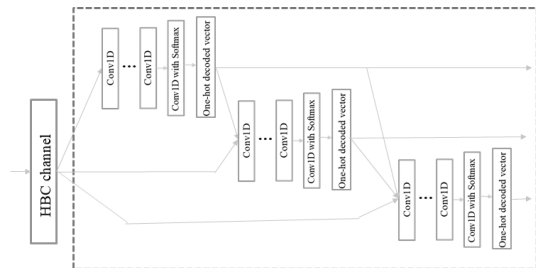 HBC channel
Conv1D
...
Conv1D
Conv1D with Softmax
One-hot decoded vector
Conv1D
...
Conv1D
Conv1D with Softmax
One-hot decoded vector
Conv1D
...
Conv1D
Conv1D with Softmax
One-hot decoded vector